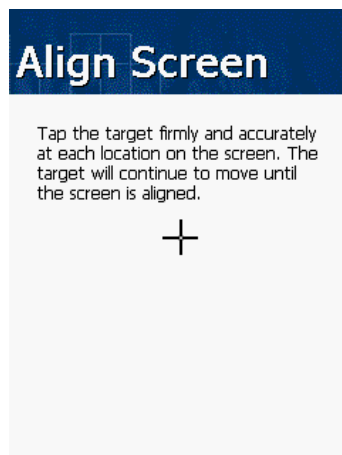 Align Screen
Tap the target firmly and accurately
at each location on the screen. The
target will continue to move until
the screen is aligned.